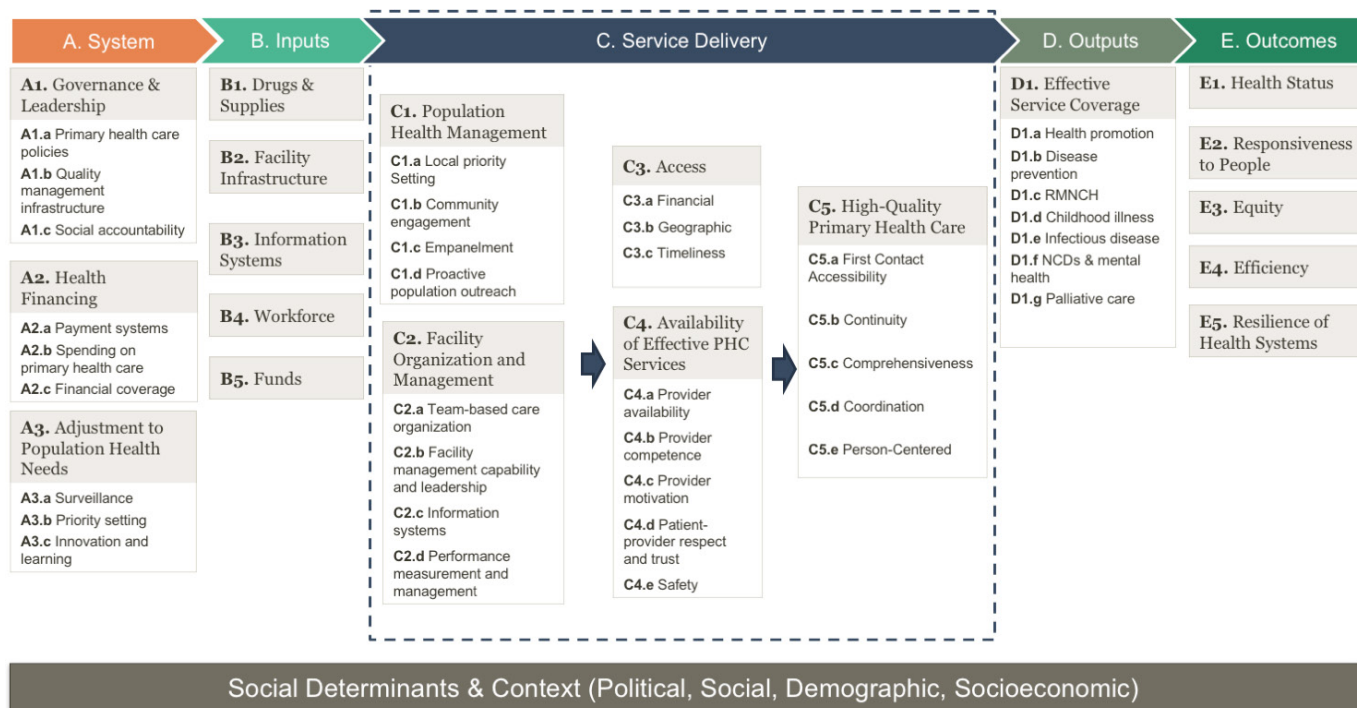 A. System
B. Inputs
C. Service Delivery
D. Outputs
E. Outcomes
A1. Governance &
Leadership
A1.a Primary health care
policies
A1.b Quality
management
infrastructure
A1.c Social accountability
A2. Health
Financing
A2.a Payment systems
A2.b Spending on
primary health care
A2.c Financial coverage
A3. Adjustment to
Population Health
Needs
A3.a Surveillance
A3.b Priority setting
A3.c Innovation and
learning
B1. Drugs &
Supplies
B2. Facility
Infrastructure
B3. Information
Systems
B4. Workforce
B5. Funds
C1. Population
Health Management
C1.a Local priority
Setting
C1.b Community
engagement
C1.c Empanelment
C1.d Proactive
population outreach
C2. Facility
Organization and
Management
C2.a Team-based care
organization
C2.b Facility
management capability
and leadership
C2.c Information
systems
C2.d Performance
measurement and
management
C3. Access
C3.a Financial
C3.b Geographic
C3.c Timeliness
C4. Availability
of Effective PHC
Services
C4.a Provider
availability
C4.b Provider
competence
C4.c Provider
motivation
C4.d Patient-
provider respect
and trust
C4.e Safety
C5. High-Quality
Primary Health Care
C5.a First Contact
Accessibility
C5.b Continuity
C5.c Comprehensiveness
C5.d Coordination
C5.e Person-Centered
D1. Effective
Service Coverage
D1.a Health promotion
D1.b Disease
prevention
D1.c RMNCH
D1.d Childhood illness
D1.e Infectious disease
D1.f NCDs & mental
health
D1.g Palliative care
E1. Health Status
E2. Responsiveness
to People
E3. Equity
E4. Efficiency
E5. Resilience of
Health Systems
Social Determinants & Context (Political, Social, Demographic, Socioeconomic)